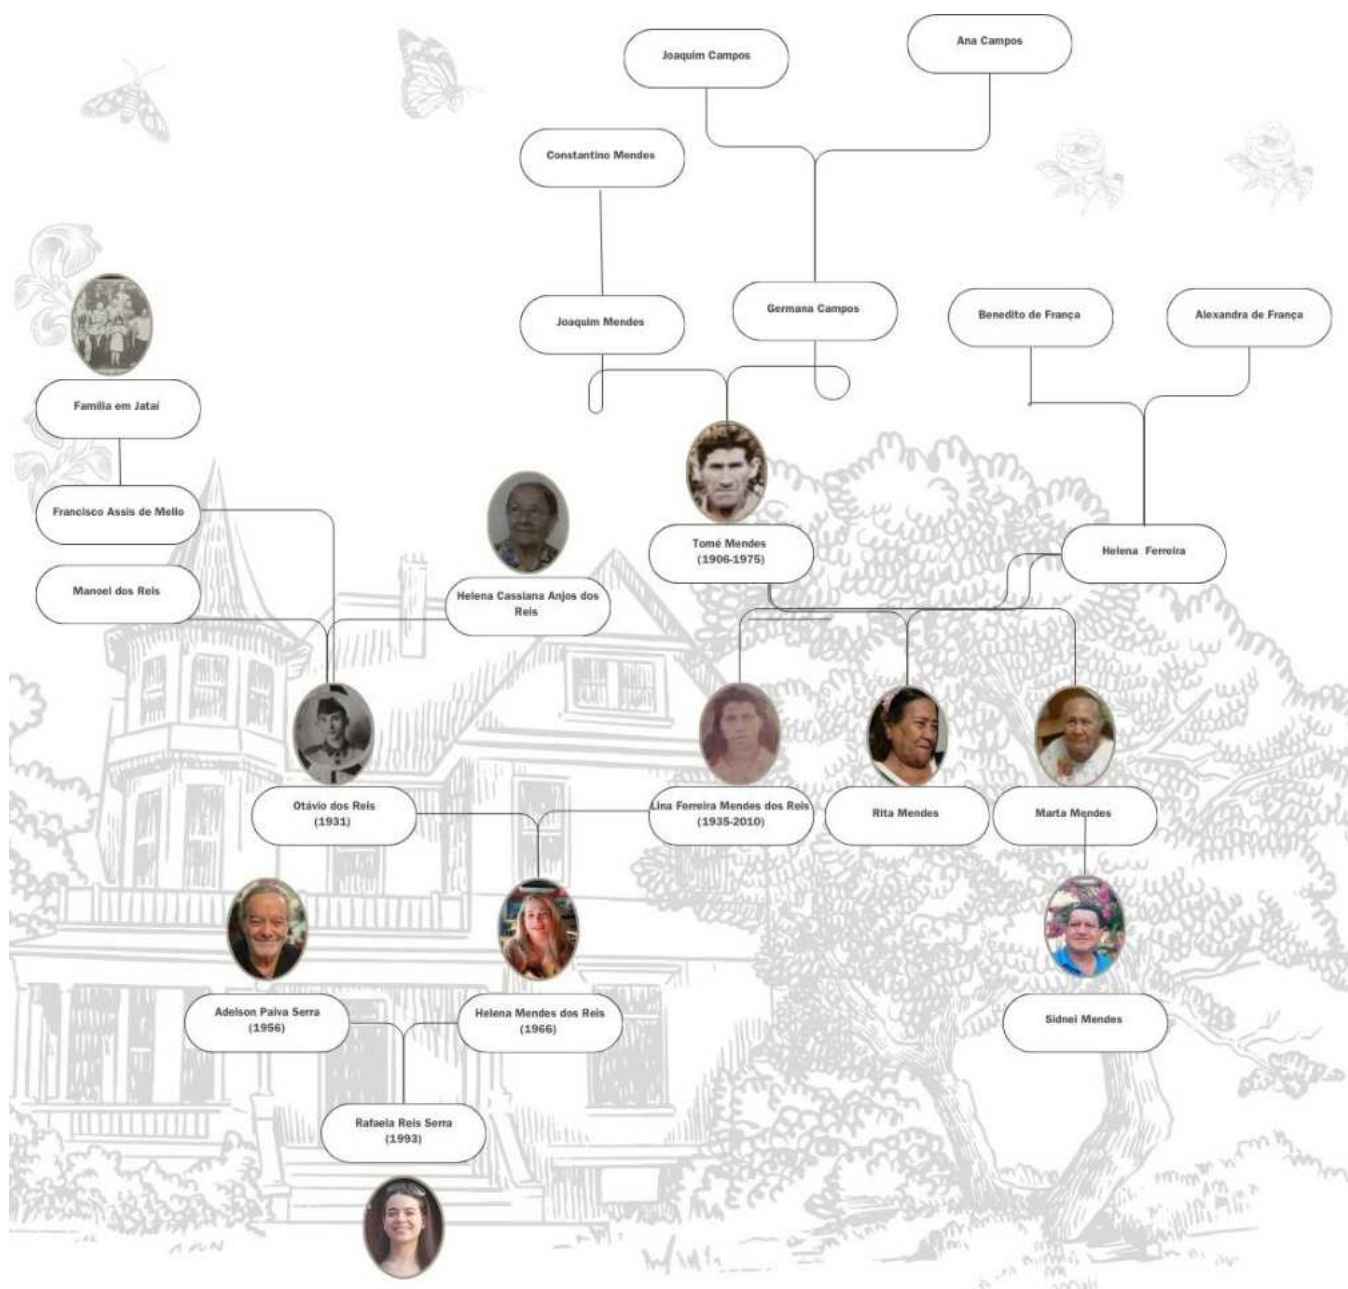 Ana Campos
Joaquim Campos
Constantino Mendes
Germana Campos
Joaquim Mendes
Benedito de França
Alexandra de França
Família em Jataí
Francisco Assis de Mello
Manoel dos Reis
Helena Cassiana Anjos dos
Reis
Tomé Mendes
(1906-1975)
Helena Ferreira
Otávio dos Reis
(1931)
Lina Ferreira Mendes dos Reis
(1935-2010)
Rita Mendes
Marta Mendes
Adelson Paiva Serra
(1956)
Helena Mendes dos Reis
(1966)
Sidnei Mendes
Rafaela Reis Serra
(1993)